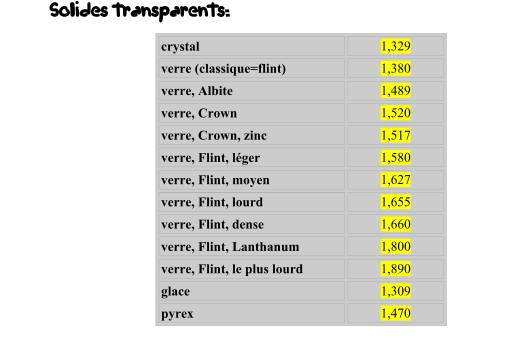 Solides transparents:
crystal 1,329
verre (classique=flint) 1,380
verre, Albite 1,489
verre, Crown 1,520
verre, Crown, zinc 1,517
verre, Flint, léger 1,580
verre, Flint, moyen 1,627
verre, Flint, lourd 1,655
verre, Flint, dense 1,660
verre, Flint, Lanthanum 1,800
verre, Flint, le plus lourd 1,890
glace 1,309
pyrex 1,470